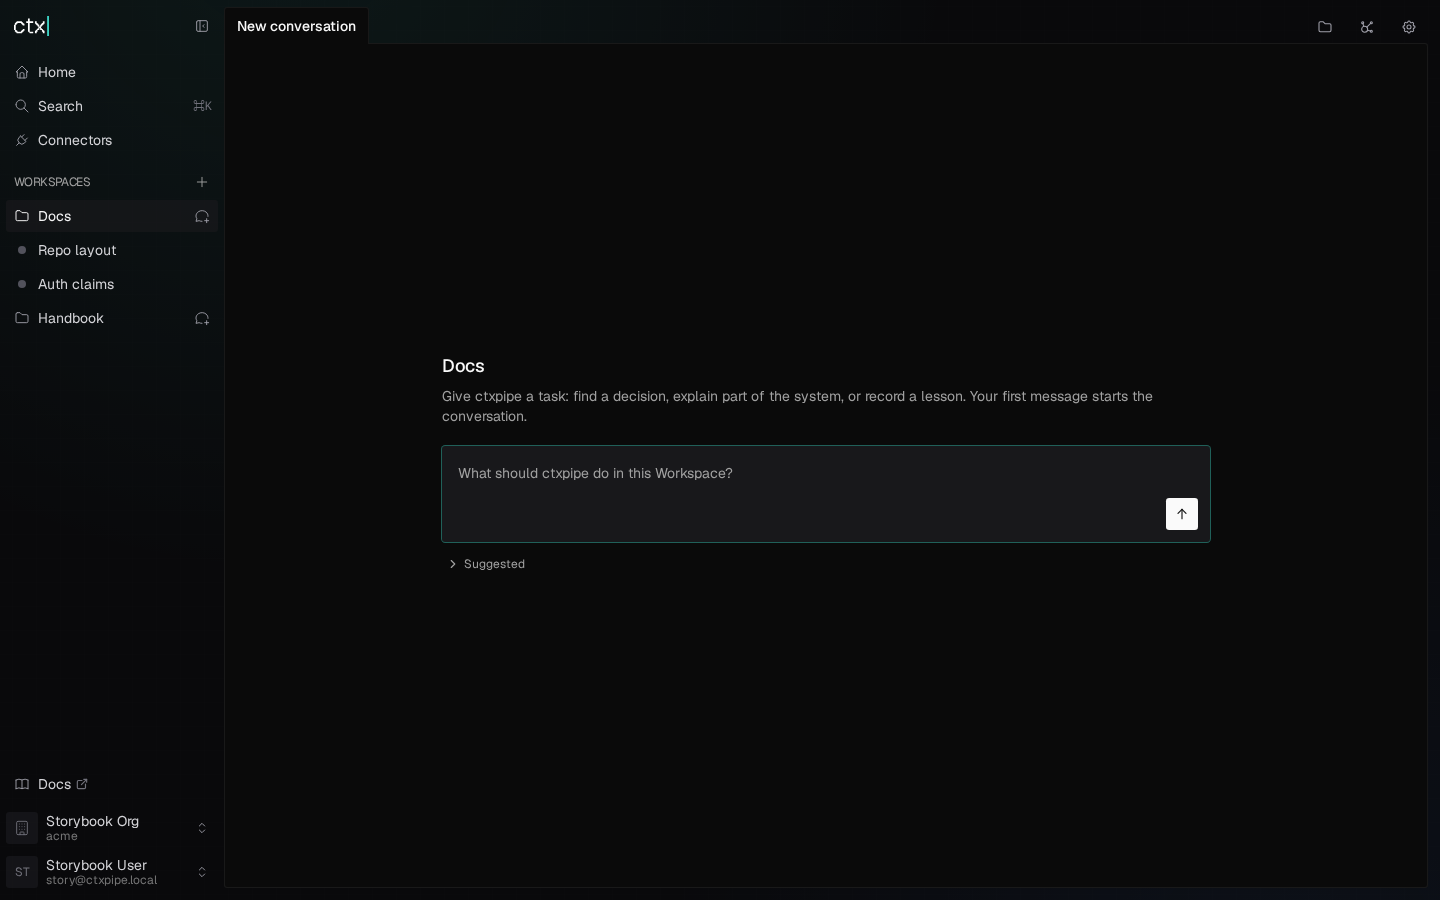 ctx
New conversation
Home
Search ⌘K
Connectors
WORKSPACES
Docs
Repo layout
Auth claims
Handbook
Docs
Give ctxpipe a task: find a decision, explain part of the system, or record a lesson. Your first message starts the
conversation.
What should ctxpipe do in this Workspace?
Suggested
Docs
Storybook Org
acme
ST
Storybook User
story@ctxpipe.local